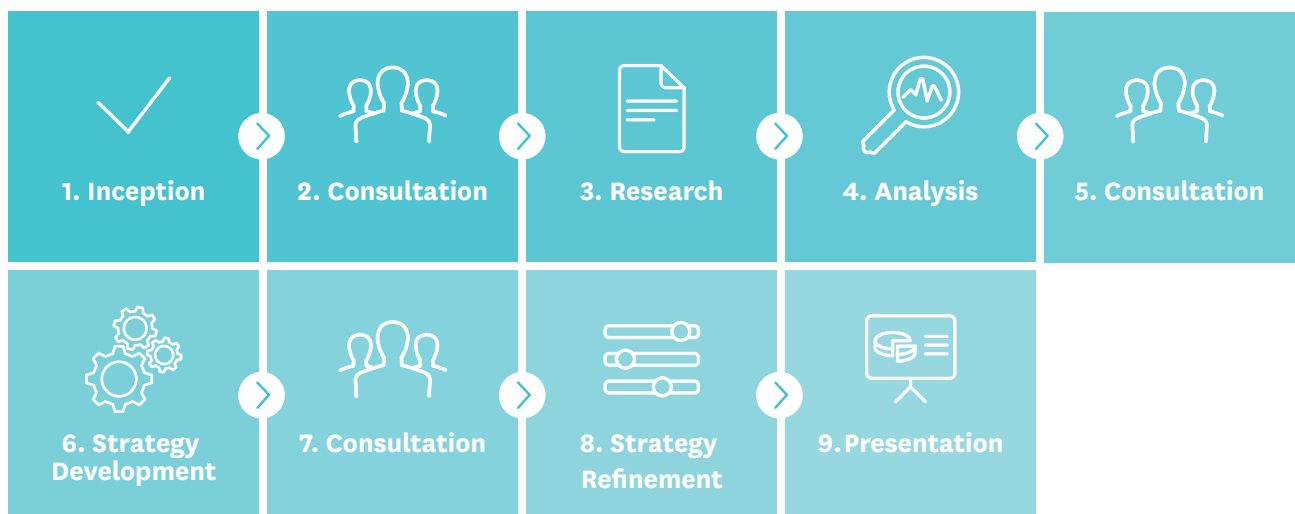 1. Inception
2. Consultation
3. Research
4. Analysis
5. Consultation
6. Strategy
Development
7. Consultation
8. Strategy
Refinement
9. Presentation